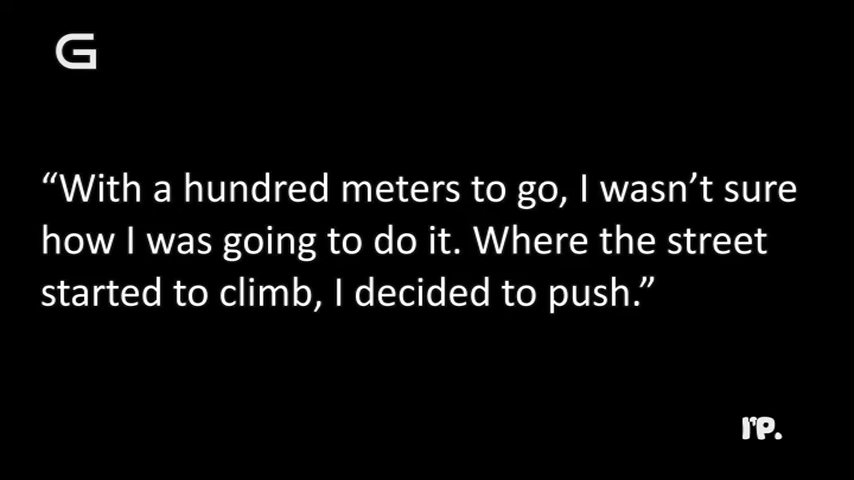 G
“With a hundred meters to go, I wasn’t sure
how I was going to do it. Where the street
started to climb, I decided to push.”
I'P.